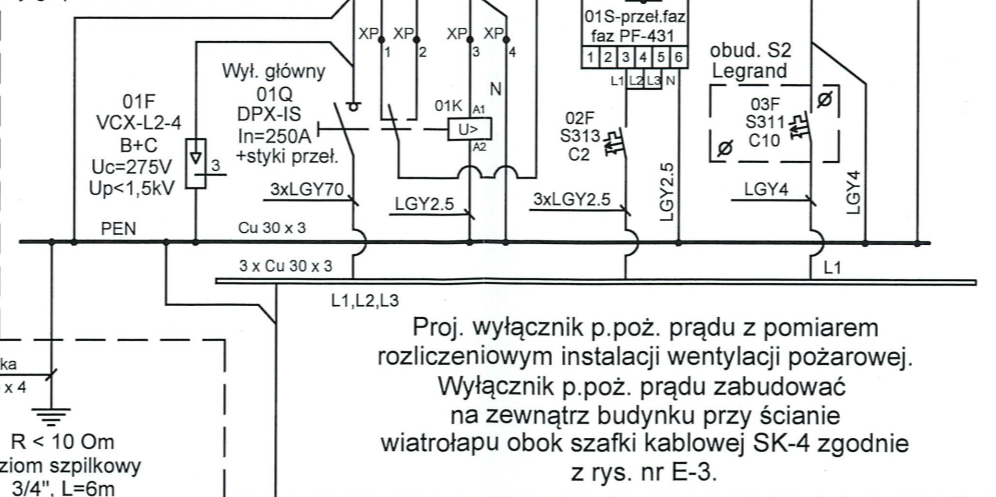 01S-przeł.faz
faz PF-431
1 2 3 4 5 6
L1 L2 L3 N
XP 1
XP 2
XP 3
XP 4
N
obud. S2
Legrand
Wył. główny
01Q
DPX-IS
In=250A
+styki przeł.
01F
VCX-L2-4
B+C
Uc=275V
Up<1,5kV
3
01K
A1
U>
A2
02F
S313
C2
03F
S311
C10
3xLGY70
LGY2.5
3xLGY2.5
LGY2.5
LGY4
LGY4
PEN
Cu 30 x 3
3 x Cu 30 x 3
L1
L1,L2,L3
Proj. wyłącznik p.poż. prądu z pomiarem
rozliczeniowym instalacji wentylacji pożarowej.
Wyłącznik p.poż. prądu zabudować
na zewnątrz budynku przy ścianie
wiatrołapu obok szafki kablowej SK-4 zgodnie
z rys. nr E-3.
ka
x 4
R < 10 Om
ziom szpilkowy
3/4", L=6m